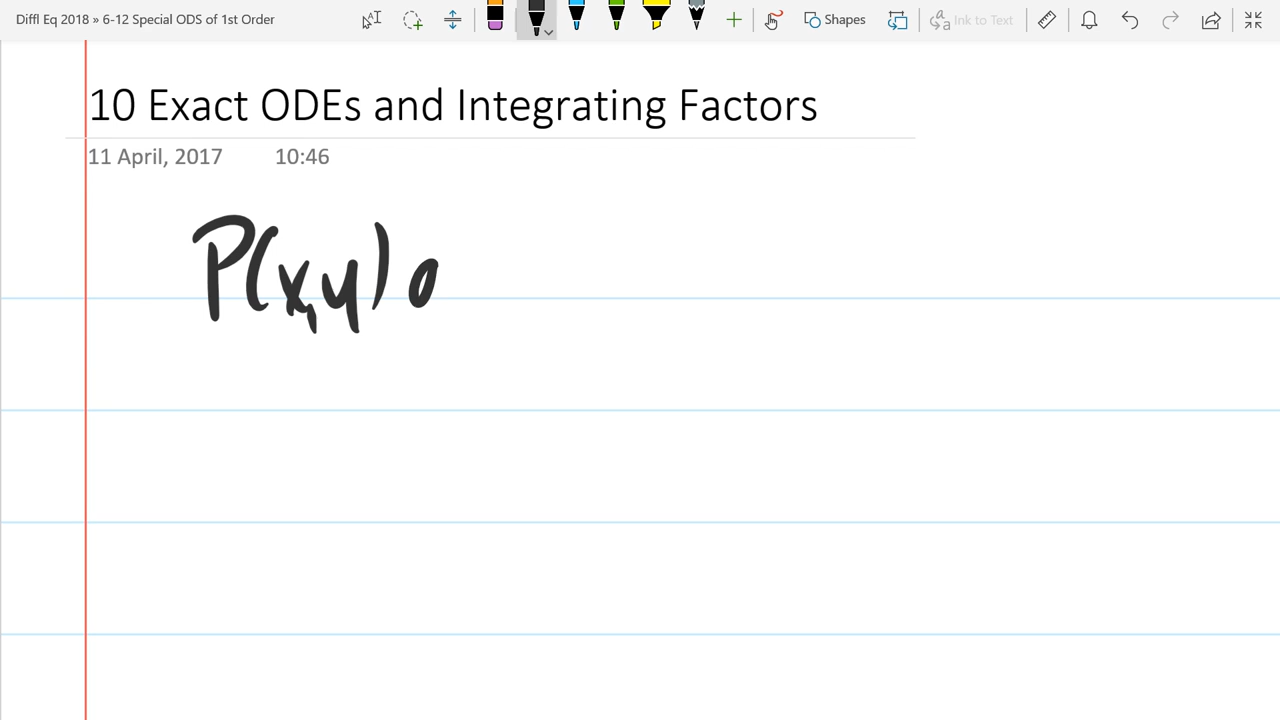 Diffl Eq 2018 » 6-12 Special ODS of 1st Order
Shapes
Ink to Text
10 Exact ODEs and Integrating Factors
11 April, 2017 10:46
P(x,y) o